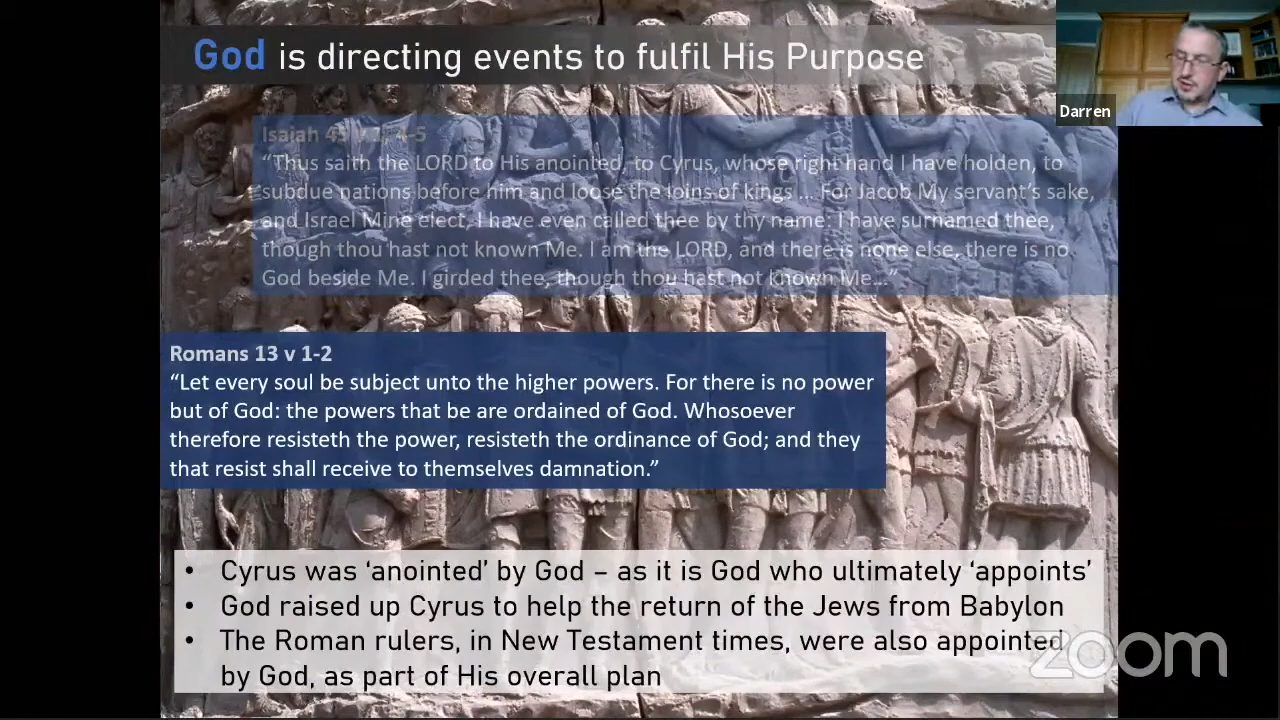 God is directing events to fulfil His Purpose
Darren
Isaiah 45 v 1, 4-5
“Thus saith the LORD to His anointed, to Cyrus, whose right hand I have holden, to
subdue nations before him and loose the loins of kings ... For Jacob My servant’s sake,
and Israel Mine elect, I have even called thee by thy name: I have surnamed thee,
though thou hast not known Me. I am the LORD, and there is none else, there is no
God beside Me. I girded thee, though thou hast not known Me...”
Romans 13 v 1-2
“Let every soul be subject unto the higher powers. For there is no power
but of God: the powers that be are ordained of God. Whosoever
therefore resisteth the power, resisteth the ordinance of God; and they
that resist shall receive to themselves damnation.”
• Cyrus was ‘anointed’ by God – as it is God who ultimately ‘appoints’
• God raised up Cyrus to help the return of the Jews from Babylon
• The Roman rulers, in New Testament times, were also appointed
by God, as part of His overall plan
zoom